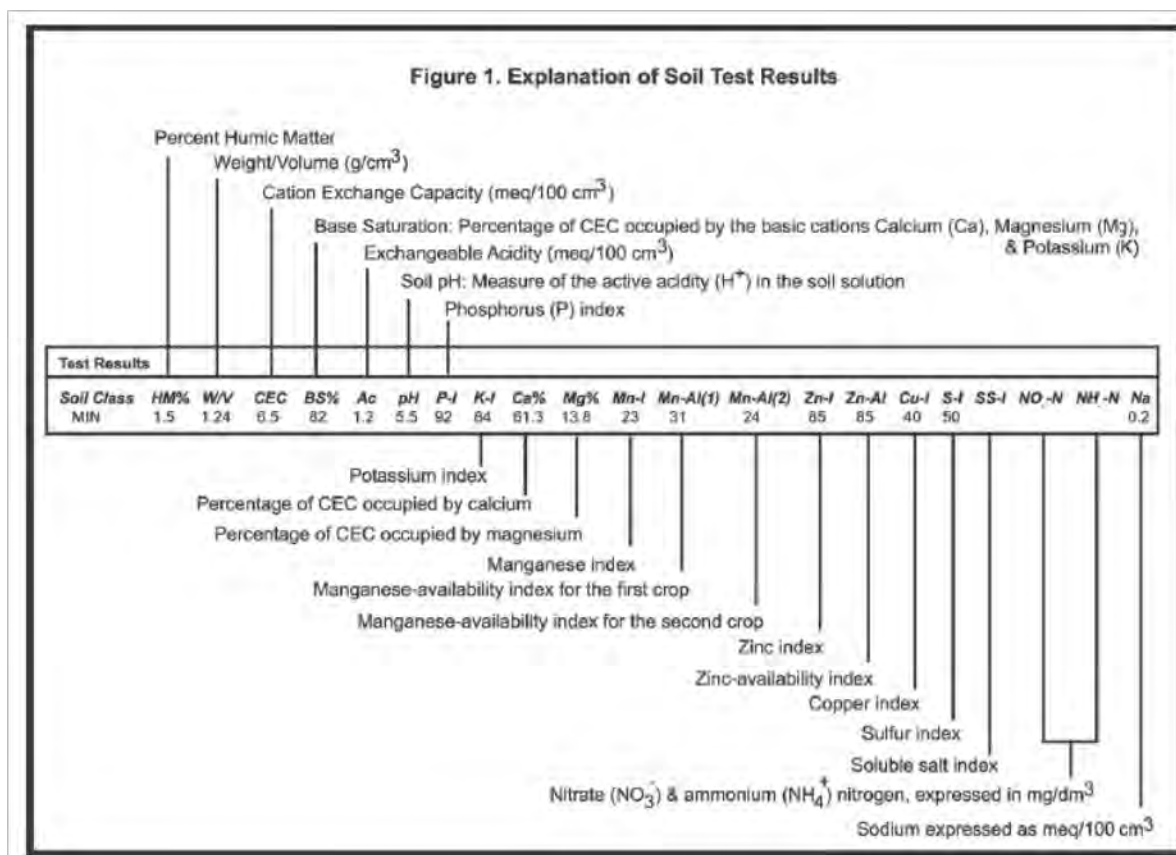 Figure 1. Explanation of Soil Test Results
Percent Humic Matter
Weight/Volume (g/cm3)
Cation Exchange Capacity (meq/100 cm3)
Base Saturation: Percentage of CEC occupied by the basic cations Calcium (Ca), Magnesium (Mg),
& Potassium (K)
Exchangeable Acidity (meq/100 cm3)
Soil pH: Measure of the active acidity (H+) in the soil solution
Phosphorus (P) index
Test Results
Soil Class HM% W/V CEC BS% Ac pH P-I K-I Ca% Mg% Mn-I Mn-AI(1) Mn-AI(2) Zn-I Zn-AI Cu-I S-I SS-I NO3-N NH4-N Na
MIN 1.5 1.24 6.5 82 1.2 5.5 92 84 61.3 13.8 23 31 24 85 85 40 50 0.2
Potassium index
Percentage of CEC occupied by calcium
Percentage of CEC occupied by magnesium
Manganese index
Manganese-availability index for the first crop
Manganese-availability index for the second crop
Zinc index
Zinc-availability index
Copper index
Sulfur index
Soluble salt index
Nitrate (NO3-) & ammonium (NH4+) nitrogen, expressed in mg/dm3
Sodium expressed as meq/100 cm3